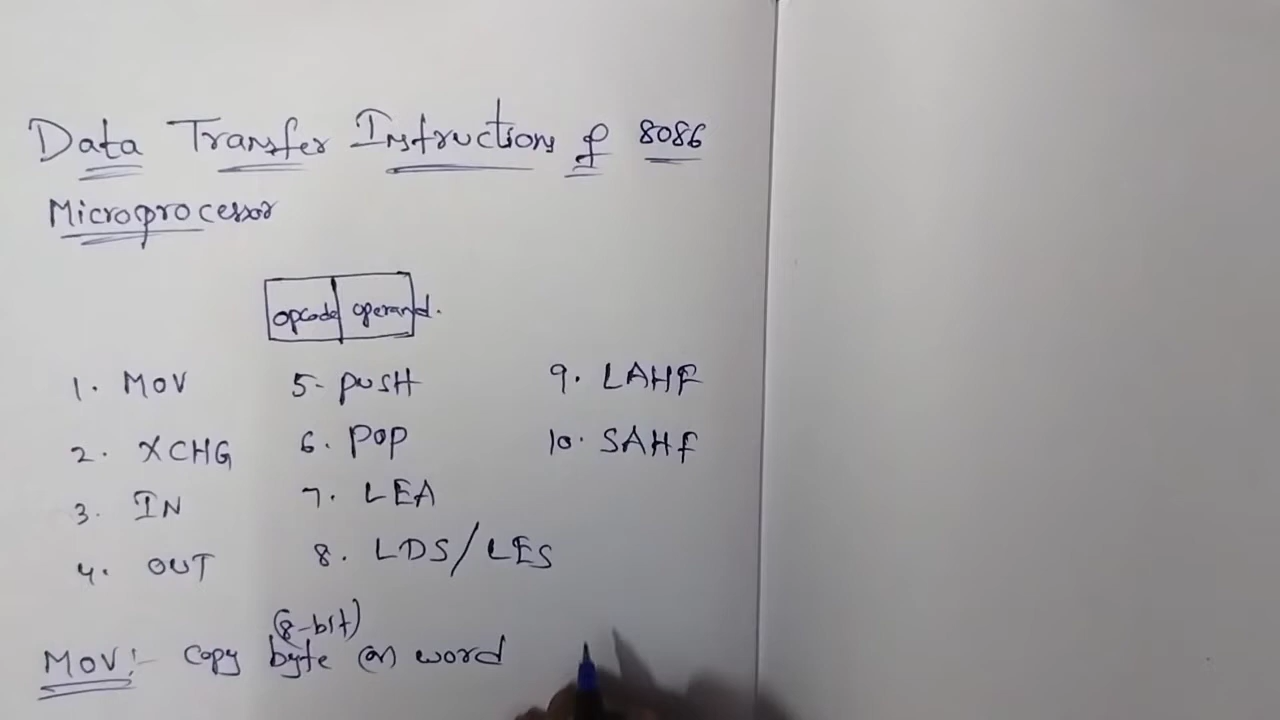 Data Transfer Instructions of 8086
Microprocessor
opcode operand.
1. MOV
2. XCHG
3. IN
4. OUT
5- PUSH
6. POP
7. LEA
8. LDS/LES
9. LAHF
10. SAHF
(8-bit)
MOV:- Copy byte (or) word